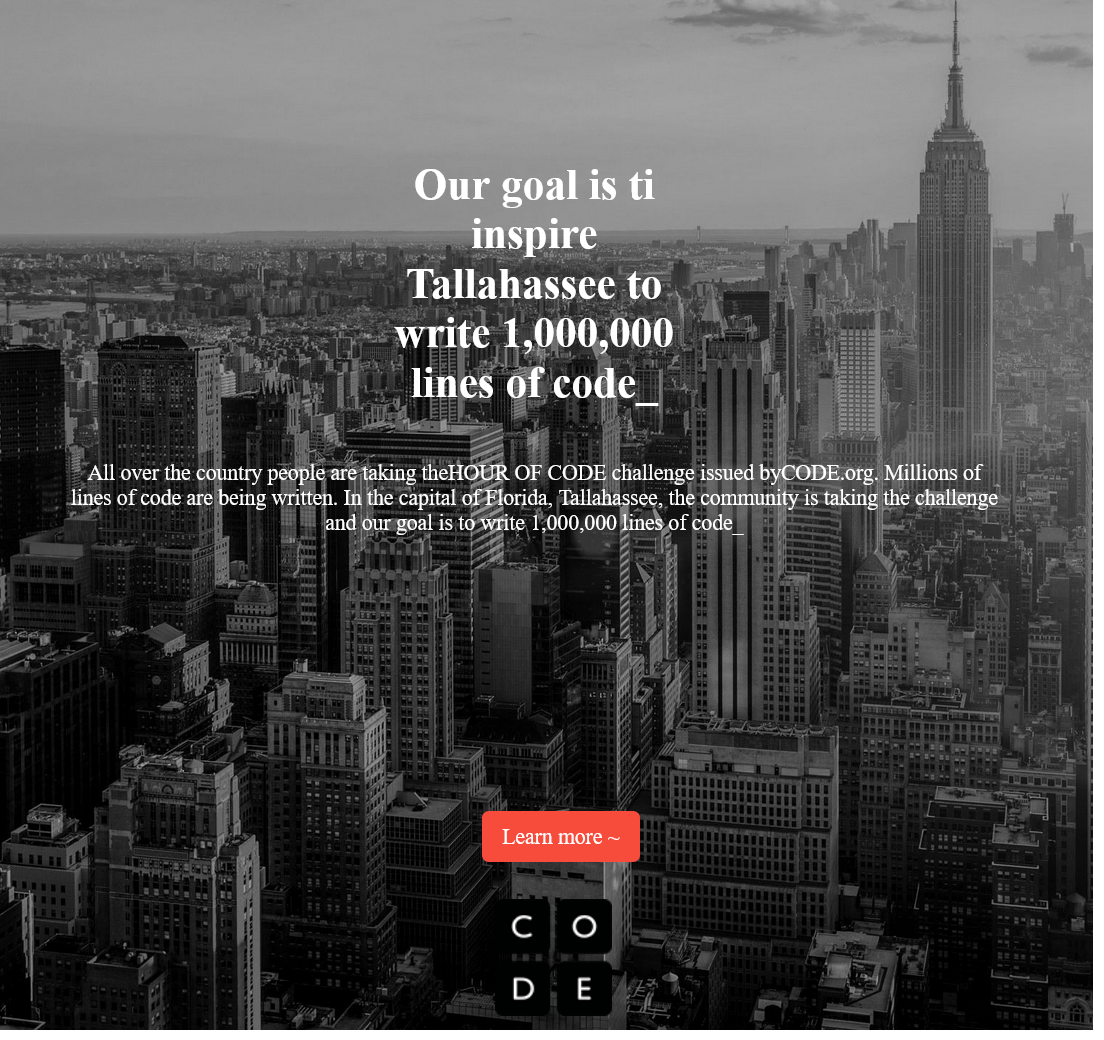 Our goal is ti
inspire
Tallahassee to
write 1,000,000
lines of code_
All over the country people are taking theHOUR OF CODE challenge issued byCODE.org. Millions of
lines of code are being written. In the capital of Florida, Tallahassee, the community is taking the challenge
and our goal is to write 1,000,000 lines of code_
Learn more ~
C O
D E